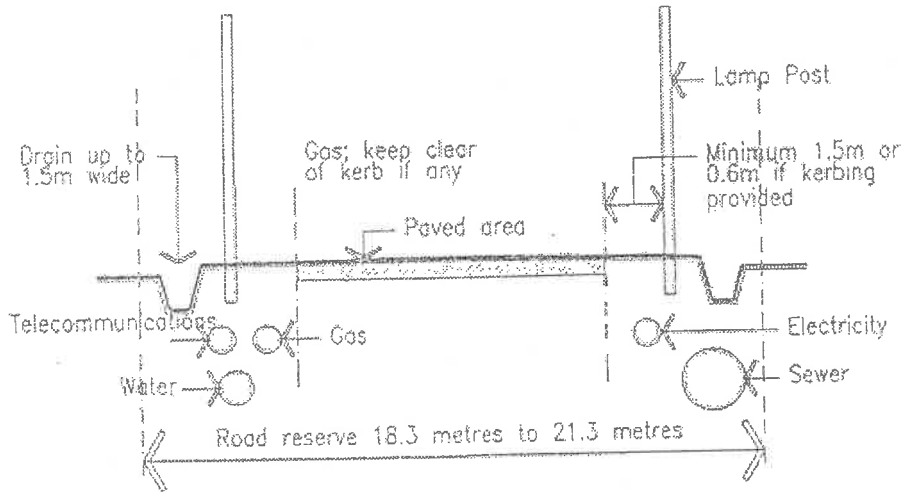 Lamp Post
Drain up to
1.5m wide
Gas; keep clear
of kerb if any
Minimum 1.5m or
0.6m if kerbing
provided
Paved area
Telecommunications
Gas
Electricity
Water
Sewer
Road reserve 18.3 metres to 21.3 metres